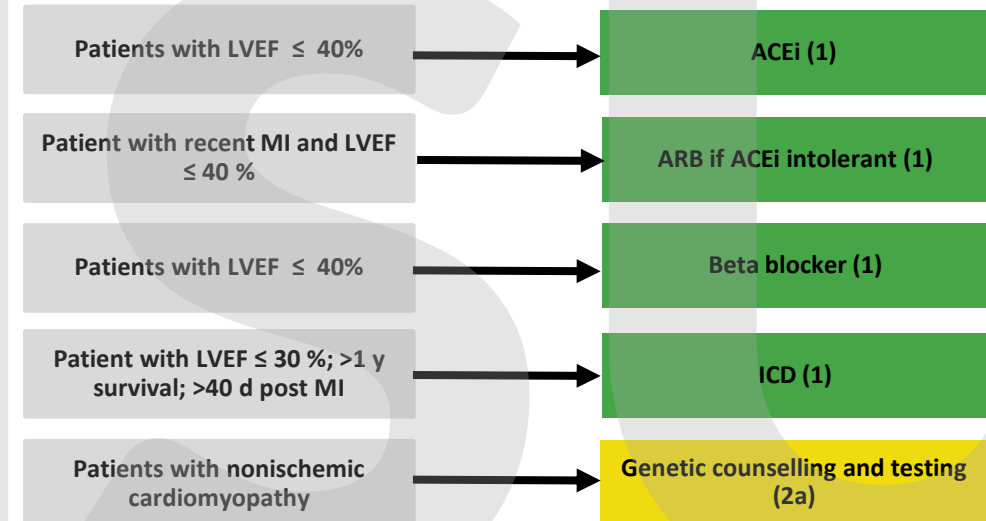 Patients with LVEF ≤ 40%
ACEi (1)
Patient with recent MI and LVEF
≤ 40 %
ARB if ACEi intolerant (1)
Patients with LVEF ≤ 40%
Beta blocker (1)
Patient with LVEF ≤ 30 %; >1 y
survival; >40 d post MI
ICD (1)
Patients with nonischemic
cardiomyopathy
Genetic counselling and testing
(2a)